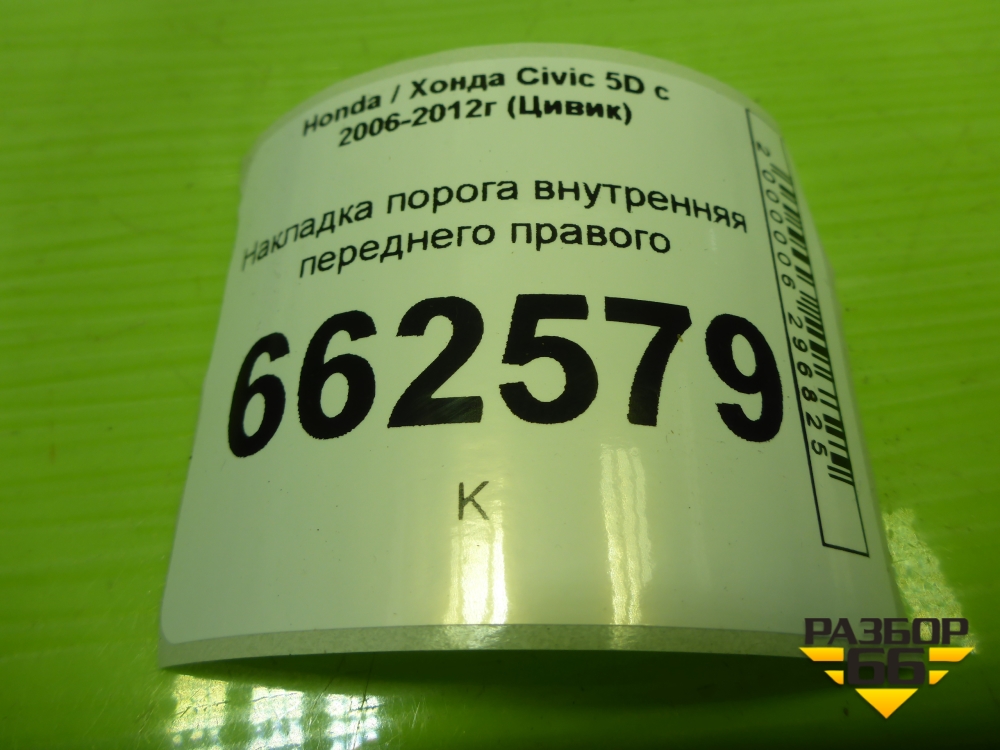 Honda / Хонда Civic 5D с
2006-2012г (Цивик)
Накладка порога внутренняя
переднего правого
662579
К
2000006296825
РАЗБОР
66